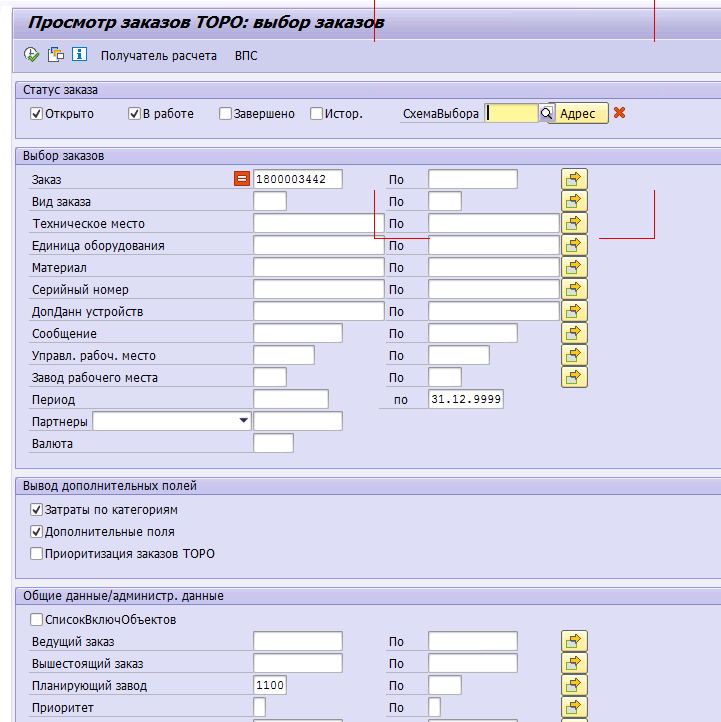 Просмотр заказов ТОРО: выбор заказов
Получатель расчета ВПС
Статус заказа
Открыто В работе Завершено Истор. СхемаВыбора Адрес
Выбор заказов
Заказ 1800003442 По
Вид заказа По
Техническое место По
Единица оборудования По
Материал По
Серийный номер По
ДопДанн устройств По
Сообщение По
Управл. рабоч. место По
Завод рабочего места По
Период по 31.12.9999
Партнеры
Валюта
Вывод дополнительных полей
Затраты по категориям
Дополнительные поля
Приоритизация заказов ТОРО
Общие данные/администр. данные
СписокВключОбъектов
Ведущий заказ По
Вышестоящий заказ По
Планирующий завод 1100 По
Приоритет По